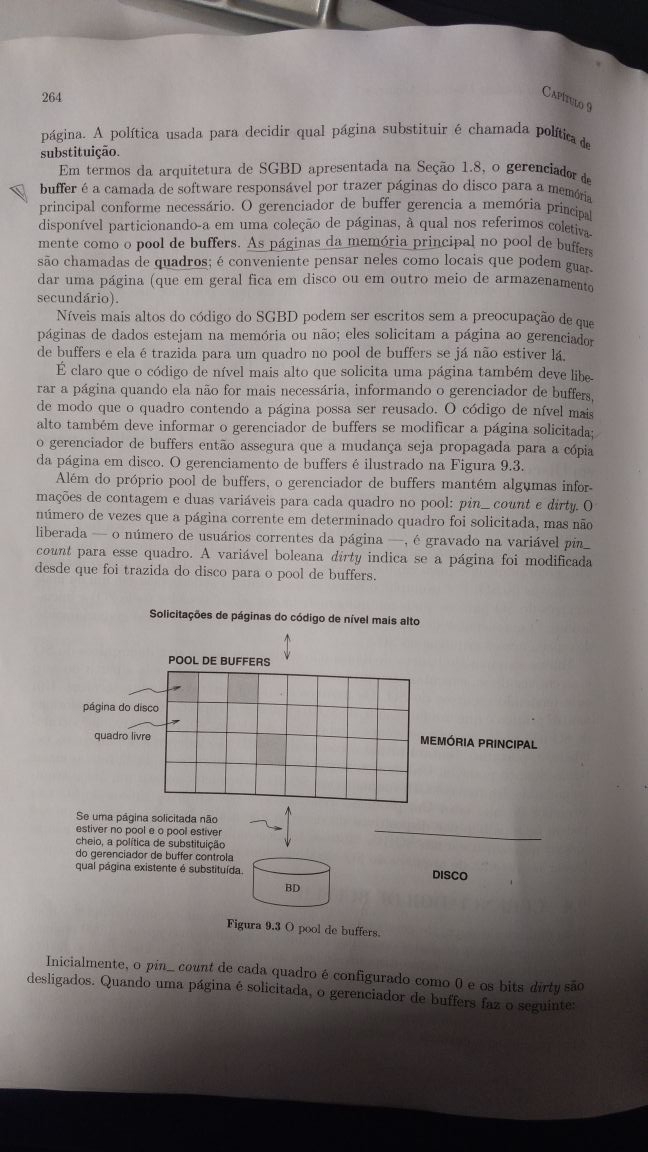 264
CAPÍTULO 9
página. A política usada para decidir qual página substituir é chamada política de
substituição.
Em termos da arquitetura de SGBD apresentada na Seção 1.8, o gerenciador de
buffer é a camada de software responsável por trazer páginas do disco para a memória
principal conforme necessário. O gerenciador de buffer gerencia a memória principal
disponível particionando-a em uma coleção de páginas, à qual nos referimos coletiva-
mente como o pool de buffers. As páginas da memória principal no pool de buffers
são chamadas de quadros; é conveniente pensar neles como locais que podem guar-
dar uma página (que em geral fica em disco ou em outro meio de armazenamento
secundário).
Níveis mais altos do código do SGBD podem ser escritos sem a preocupação de que
páginas de dados estejam na memória ou não; eles solicitam a página ao gerenciador
de buffers e ela é trazida para um quadro no pool de buffers se já não estiver lá.
É claro que o código de nível mais alto que solicita uma página também deve libe-
rar a página quando ela não for mais necessária, informando o gerenciador de buffers,
de modo que o quadro contendo a página possa ser reusado. O código de nível mais
alto também deve informar o gerenciador de buffers se modificar a página solicitada;
o gerenciador de buffers então assegura que a mudança seja propagada para a cópia
da página em disco. O gerenciamento de buffers é ilustrado na Figura 9.3.
Além do próprio pool de buffers, o gerenciador de buffers mantém algumas infor-
mações de contagem e duas variáveis para cada quadro no pool: pin_ count e dirty. O
número de vezes que a página corrente em determinado quadro foi solicitada, mas não
liberada — o número de usuários correntes da página —, é gravado na variável pin_
count para esse quadro. A variável boleana dirty indica se a página foi modificada
desde que foi trazida do disco para o pool de buffers.
Solicitações de páginas do código de nível mais alto
POOL DE BUFFERS
página do disco
quadro livre
MEMÓRIA PRINCIPAL
Se uma página solicitada não
estiver no pool e o pool estiver
cheio, a política de substituição
do gerenciador de buffer controla
qual página existente é substituída.
BD
DISCO
Figura 9.3 O pool de buffers.
Inicialmente, o pin_ count de cada quadro é configurado como 0 e os bits dirty são
desligados. Quando uma página é solicitada, o gerenciador de buffers faz o seguinte: